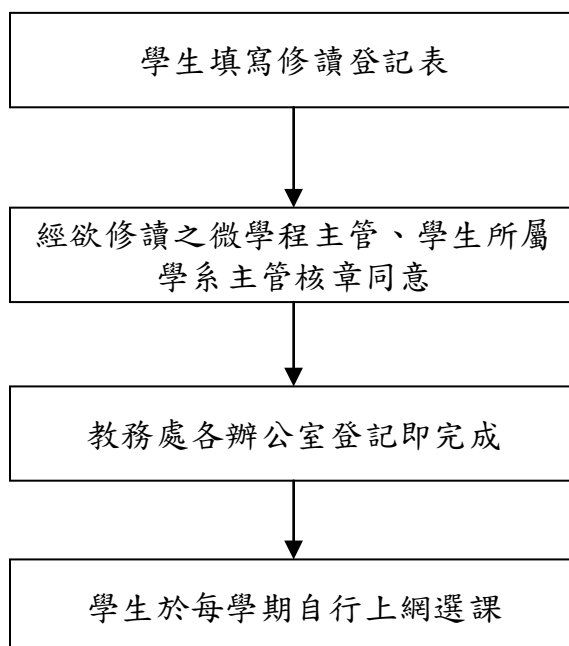 學生填寫修讀登記表
經欲修讀之微學程主管、學生所屬
學系主管核章同意
教務處各辦公室登記即完成
學生於每學期自行上網選課